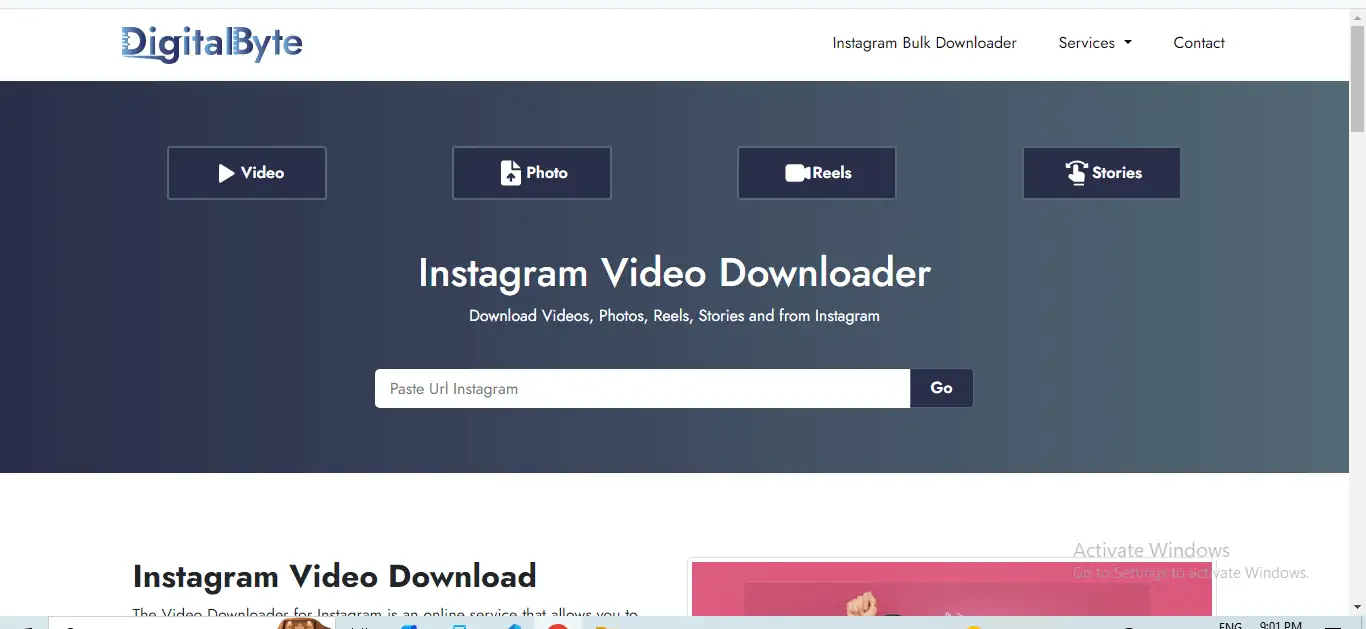 DigitalByte
Instagram Bulk Downloader Services Contact
Video Photo Reels Stories
Instagram Video Downloader
Download Videos, Photos, Reels, Stories and from Instagram
Paste Url Instagram Go
Instagram Video Download
The Video Downloader for Instagram is an online service that allows you to
Activate Windows
Go to Settings to activate Windows.
ENG 9:01 PM